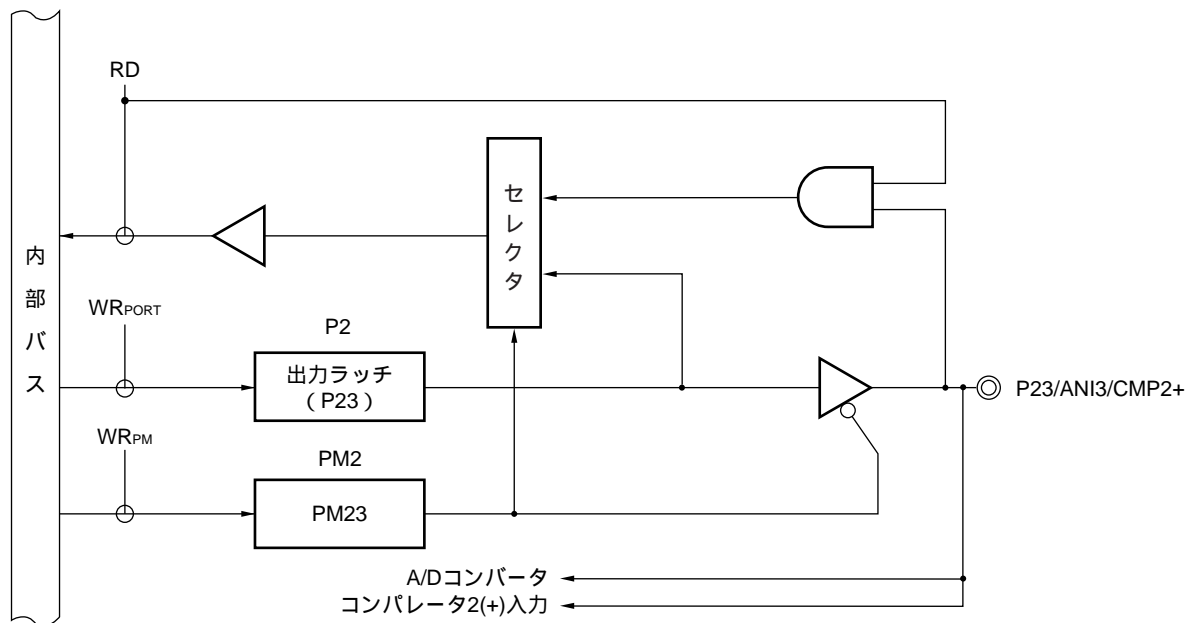 RD
セレクタ
内部バス
WRPORT
P2
出力ラッチ
(P23)
P23/ANI3/CMP2+
WRPM
PM2
PM23
A/Dコンバータ
コンパレータ2(+)入力